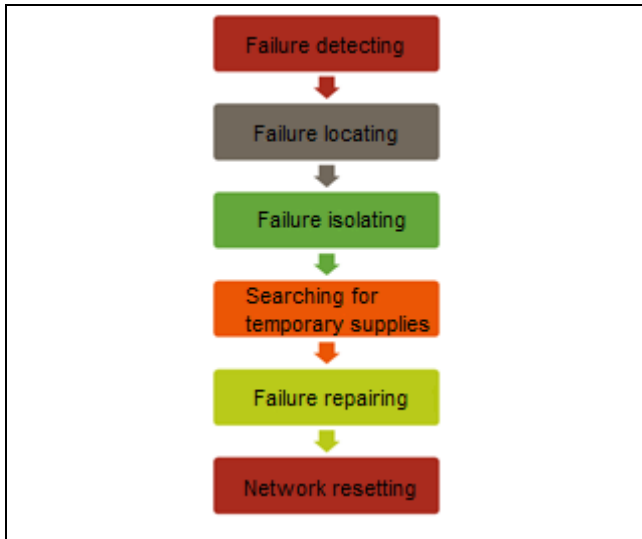 Failure detecting
Failure locating
Failure isolating
Searching for
temporary supplies
Failure repairing
Network resetting